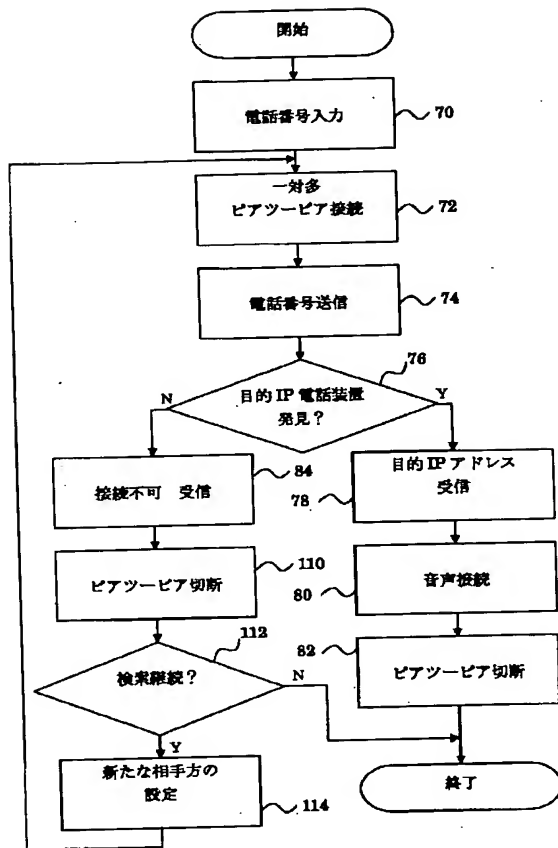 開始
電話番号入力
70
一対多
ピアツーピア接続
72
電話番号送信
74
76
目的IP電話装置
発見?
N
Y
84
接続不可 受信
目的IPアドレス
受信
78
110
ピアツーピア切断
音声接続
80
112
検索継続?
N
82
ピアツーピア切断
Y
新たな相手方の
設定
114
終了